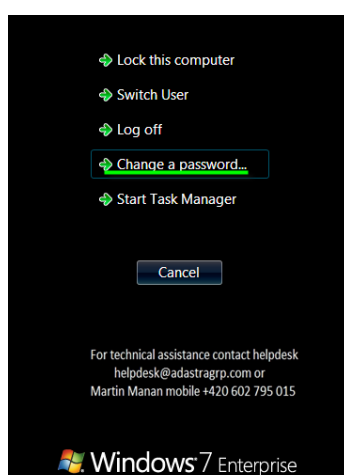 Lock this computer
Switch User
Log off
Change a password...
Start Task Manager
Cancel
For technical assistance contact helpdesk
helpdesk@adastragrp.com or
Martin Manan mobile +420 602 795 015
Windows 7 Enterprise